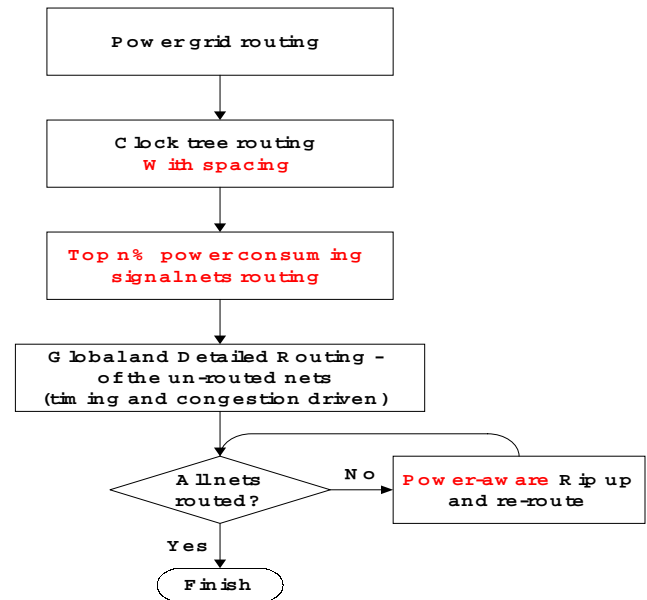 Power grid routing
Clock tree routing
With spacing
Top n% power consuming
signal nets routing
Global and Detailed Routing -
of the un-routed nets
(timing and congestion driven)
All nets
routed?
No
Power-aware Rip up
and re-route
Yes
Finish